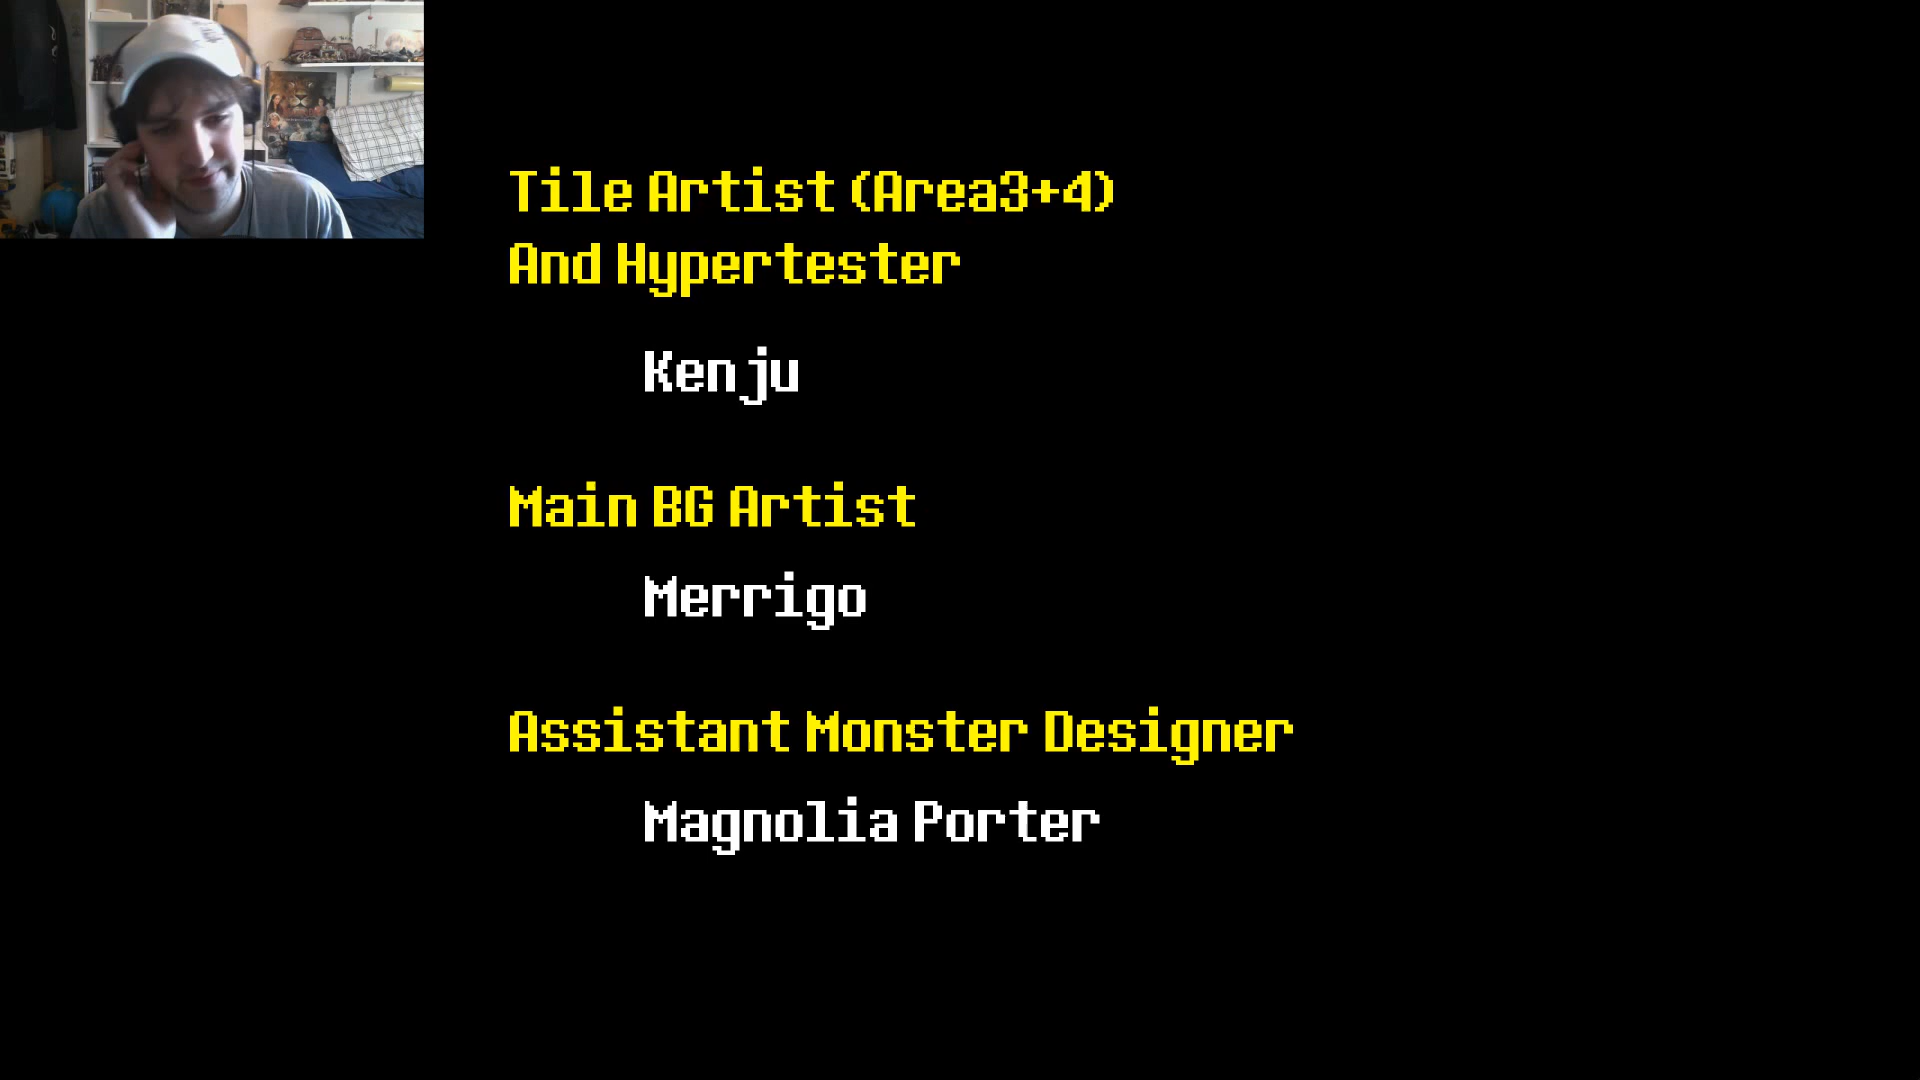 Tile Artist (Area3+4)
And Hypertester
Kenju
Main BG Artist
Merrigo
Assistant Monster Designer
Magnolia Porter